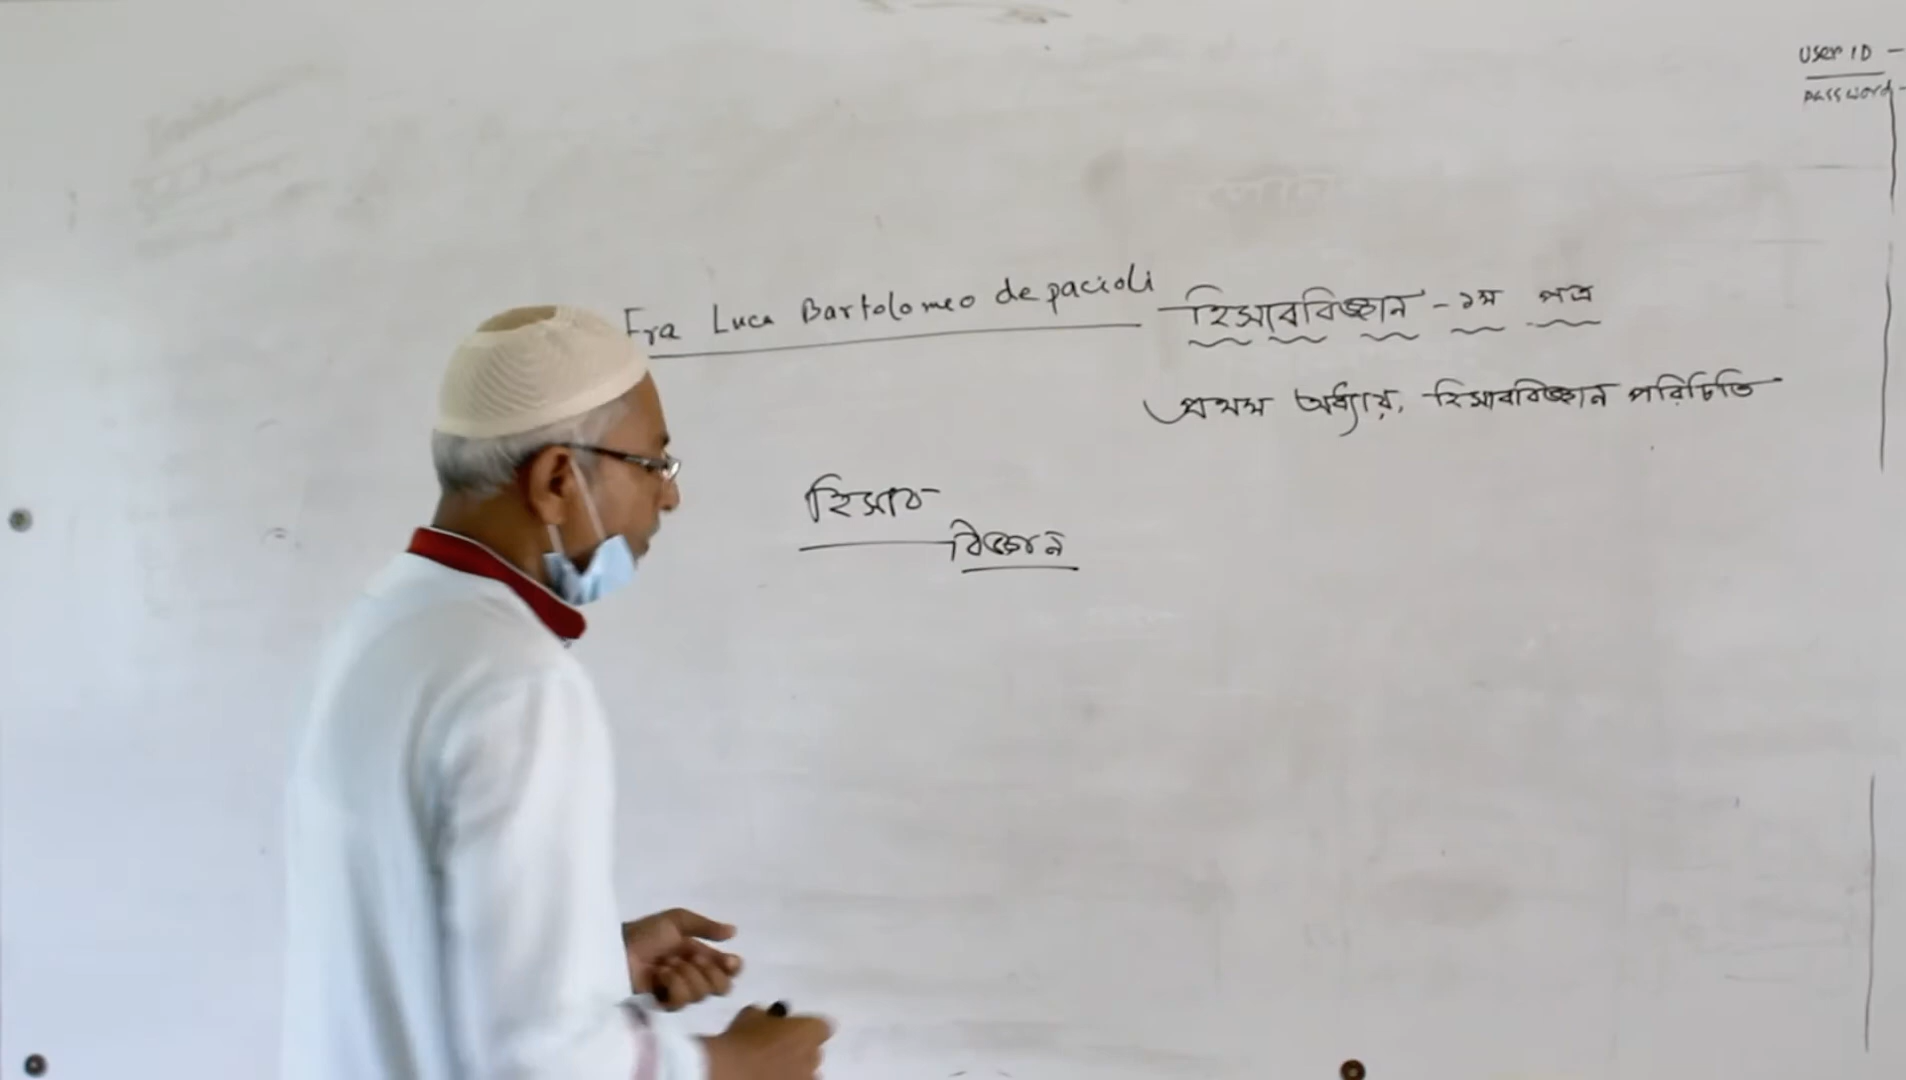 User ID -
Password -
Fra Luca Bartolomeo de pacioli
হিসাববিজ্ঞান - ১ম পত্র
প্রথম অধ্যায়, হিসাববিজ্ঞান পরিচিতি
হিসাব
বিজ্ঞান